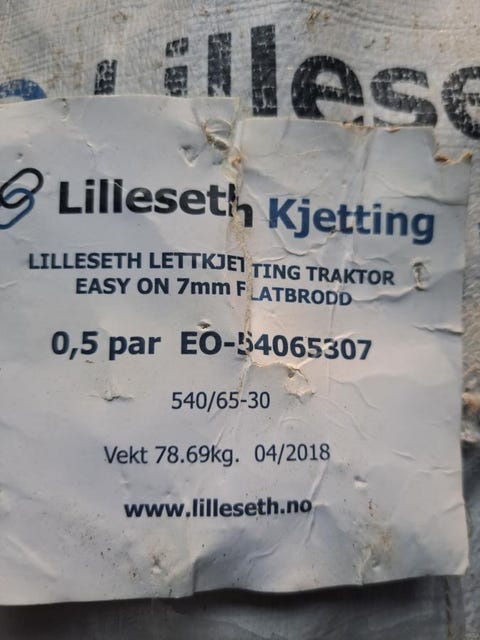 Lillese
Lilleseth Kjetting
LILLESETH LETTKJETTING TRAKTOR
EASY ON 7mm FLATBRODD
0,5 par EO-54065307
540/65-30
Vekt 78.69kg. 04/2018
www.lilleseth.no